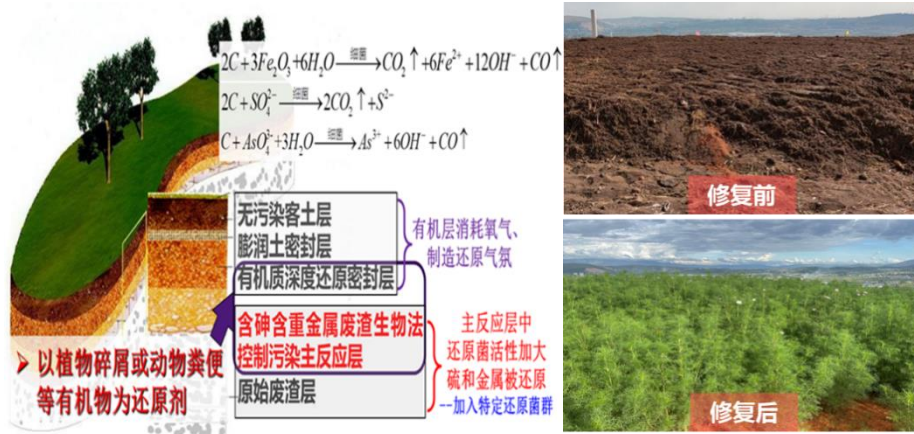 2C+3Fe₂O₃+6H₂O —细菌→ CO₂↑+6Fe²⁺+12OH⁻+CO↑
2C+SO₄²⁻ —细菌→ 2CO₂↑+S²⁻
C+AsO₄³⁻+3H₂O —细菌→ As³⁺+6OH⁻+CO↑
无污染客土层
膨润土密封层
有机质深度还原密封层
有机层消耗氧气、
制造还原气氛
含砷含重金属废渣生物法
控制污染主反应层
原始废渣层
主反应层中
还原菌活性加大
硫和金属被还原
--加入特定还原菌群
➤ 以植物碎屑或动物粪便
等有机物为还原剂
修复前
修复后